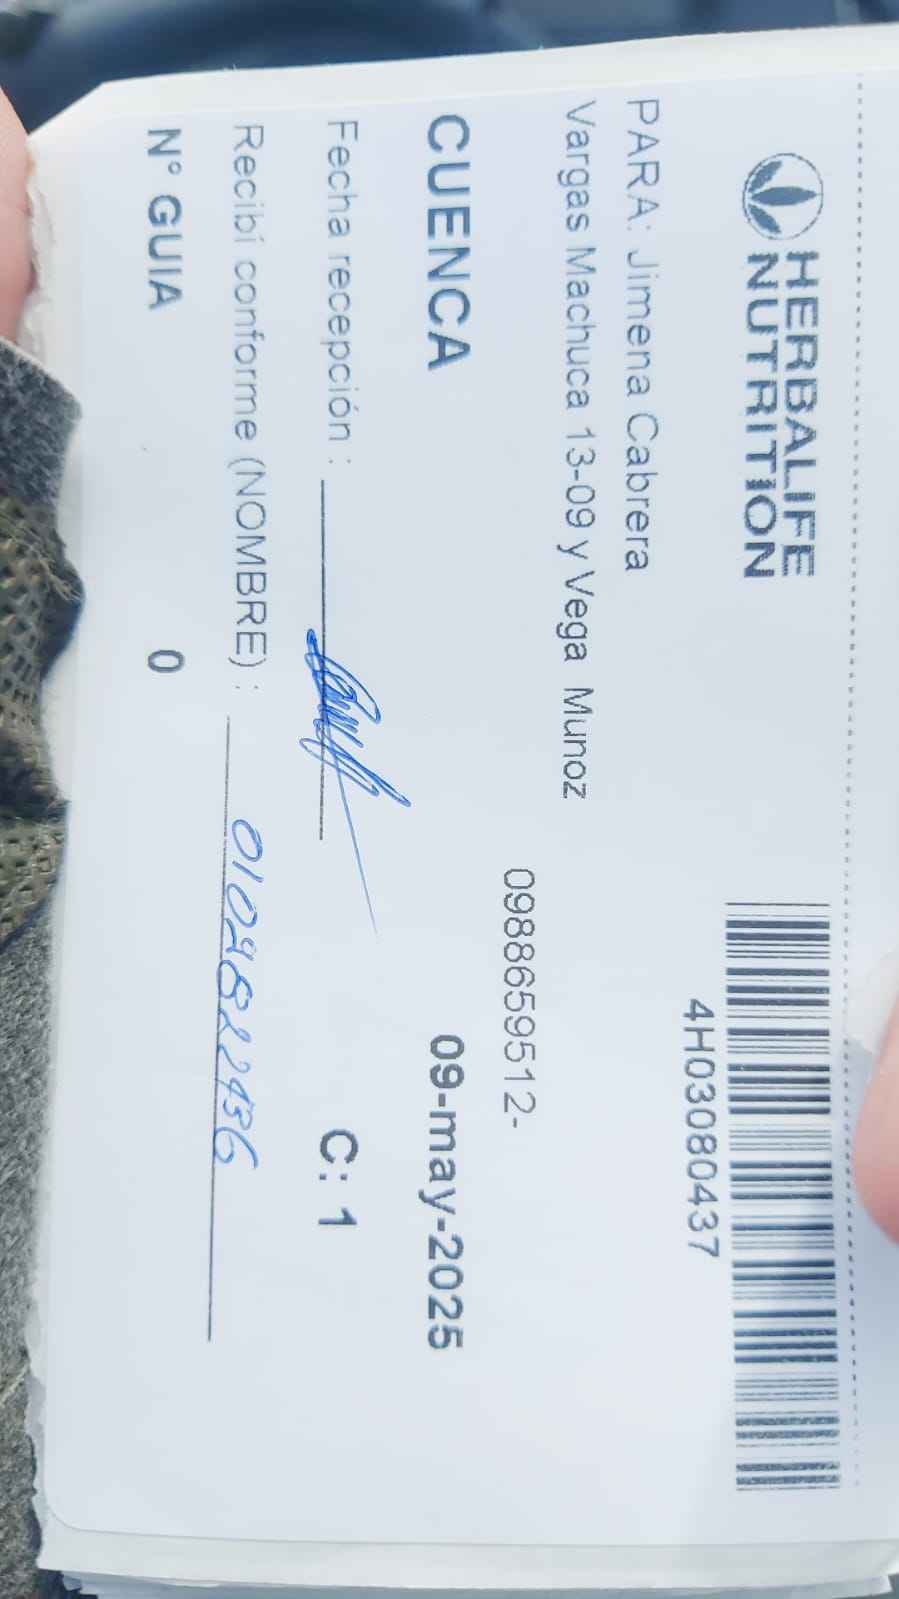 HERBALIFE
NUTRITION
4H03080437
PARA: Jimena Cabrera
Vargas Machuca 13-09 y Vega Munoz
0988659512-
CUENCA 09-may-2025
Fecha recepción : C: 1
Recibí conforme (NOMBRE) :
N° GUIA 0